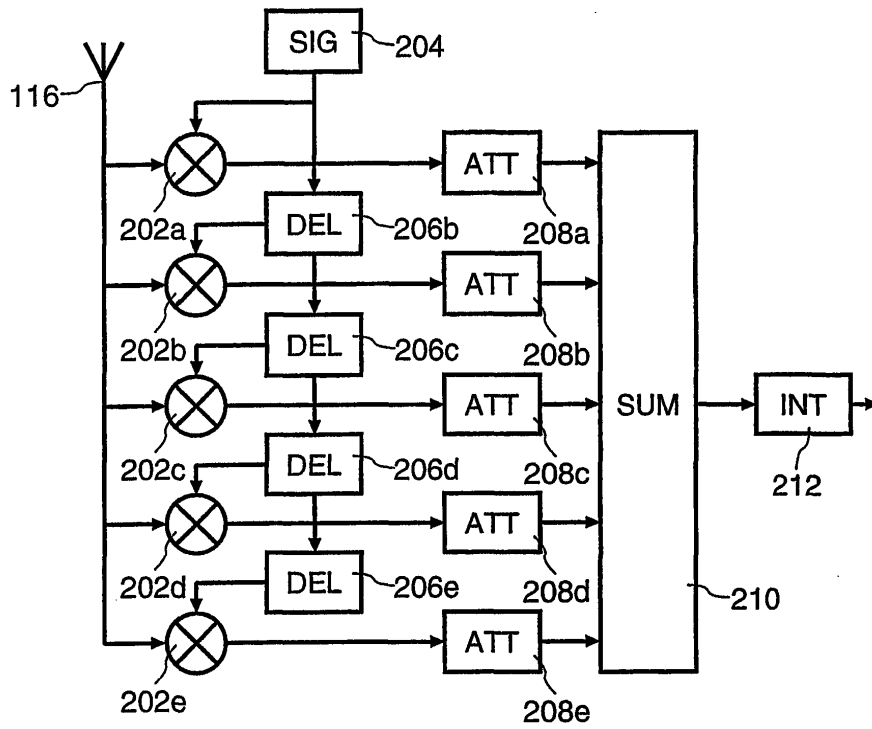 SIG
204
116
ATT
202a
DEL
206b
208a
ATT
202b
DEL
206c
208b
ATT
SUM
INT
202c
DEL
206d
208c
212
ATT
202d
DEL
206e
208d
210
ATT
202e
208e